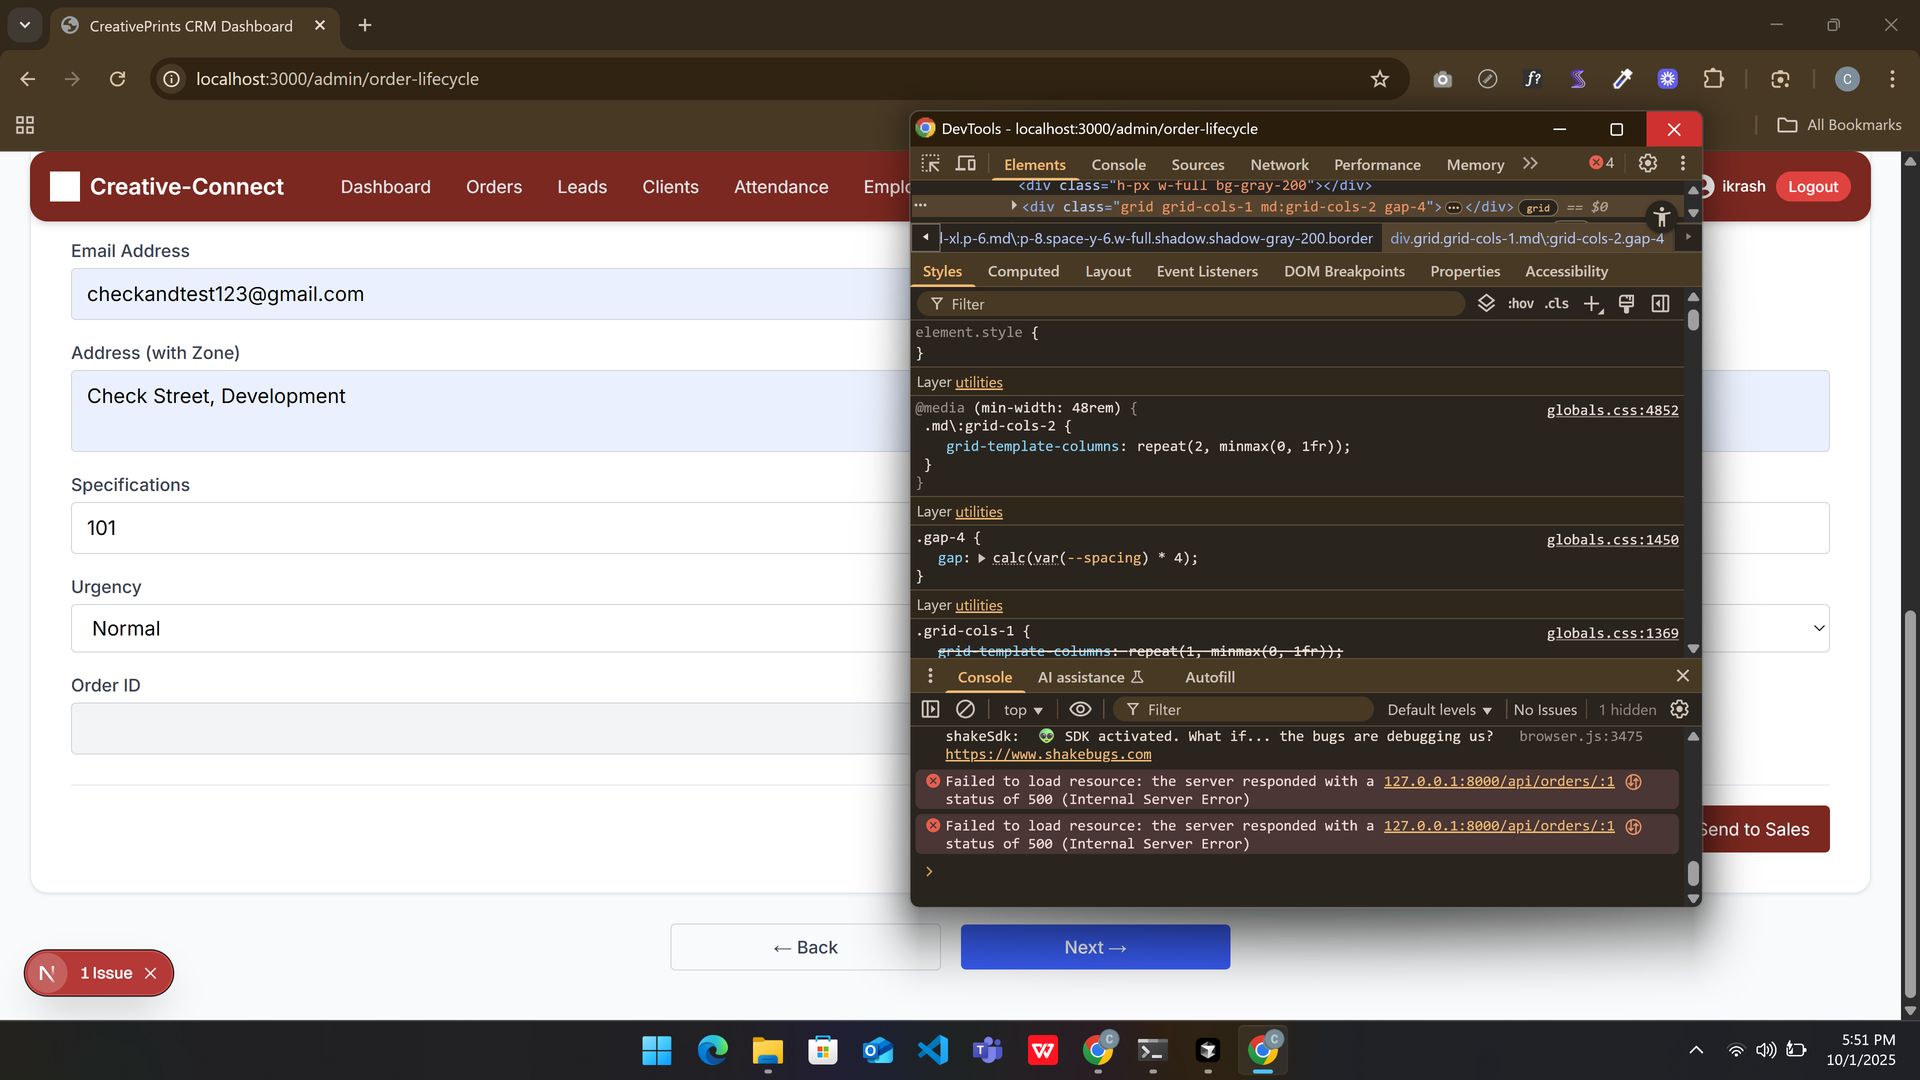 CreativePrints CRM Dashboard
localhost:3000/admin/order-lifecycle
f?
C
All Bookmarks
Creative-Connect
Dashboard
Orders
Leads
Clients
Attendance
Emplo
ikrash
Logout
Email Address
checkandtest123@gmail.com
Address (with Zone)
Check Street, Development
Specifications
101
Urgency
Normal
Order ID
Send to Sales
← Back
Next →
N 1 Issue
DevTools - localhost:3000/admin/order-lifecycle
Elements
Console
Sources
Network
Performance
Memory
4
<div class="h-px w-full bg-gray-200"></div>
<div class="grid grid-cols-1 md:grid-cols-2 gap-4"> </div> grid == $0
l-xl.p-6.md\:p-8.space-y-6.w-full.shadow.shadow-gray-200.border
div.grid.grid-cols-1.md\:grid-cols-2.gap-4
Styles
Computed
Layout
Event Listeners
DOM Breakpoints
Properties
Accessibility
Filter
:hov
.cls
element.style {
}
Layer utilities
@media (min-width: 48rem) {
globals.css:4852
.md\:grid-cols-2 {
grid-template-columns: repeat(2, minmax(0, 1fr));
}
}
Layer utilities
.gap-4 {
globals.css:1450
gap: calc(var(--spacing) * 4);
}
Layer utilities
.grid-cols-1 {
globals.css:1369
grid-template-columns: repeat(1, minmax(0, 1fr));
Console
AI assistance
Autofill
top
Filter
Default levels
No Issues
1 hidden
shakeSdk: 👽 SDK activated. What if... the bugs are debugging us?
browser.js:3475
https://www.shakebugs.com
Failed to load resource: the server responded with a 127.0.0.1:8000/api/orders/:1
status of 500 (Internal Server Error)
Failed to load resource: the server responded with a 127.0.0.1:8000/api/orders/:1
status of 500 (Internal Server Error)
5:51 PM
10/1/2025